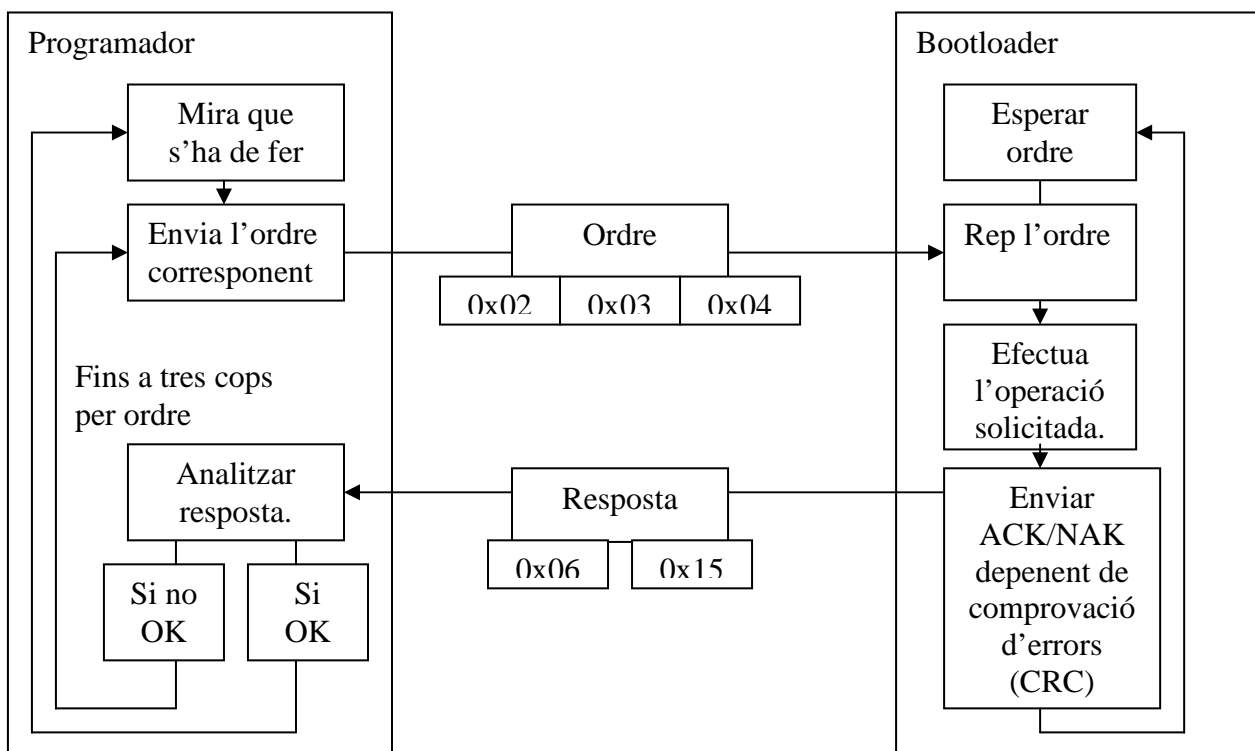 Programador
Mira que
s’ha de fer
Envia l’ordre
corresponent
Fins a tres cops
per ordre
Analitzar
resposta.
Si no
OK
Si
OK
Ordre
0x02
0x03
0x04
Resposta
0x06
0x15
Bootloader
Esperar
ordre
Rep l’ordre
Efectua
l’operació
solicitada.
Enviar
ACK/NAK
depenent de
comprovació
d’errors
(CRC)